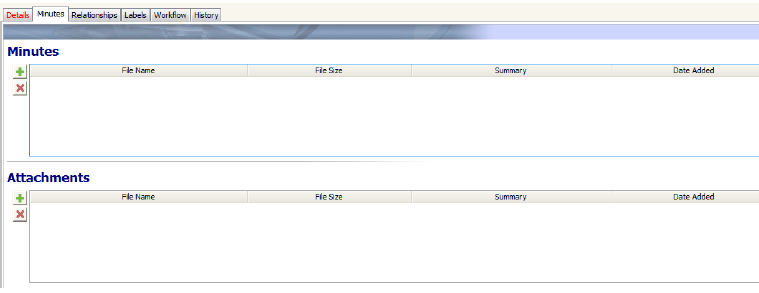 Details Minutes Relationships Labels Workflow History
Minutes
File Name File Size Summary Date Added
Attachments
File Name File Size Summary Date Added